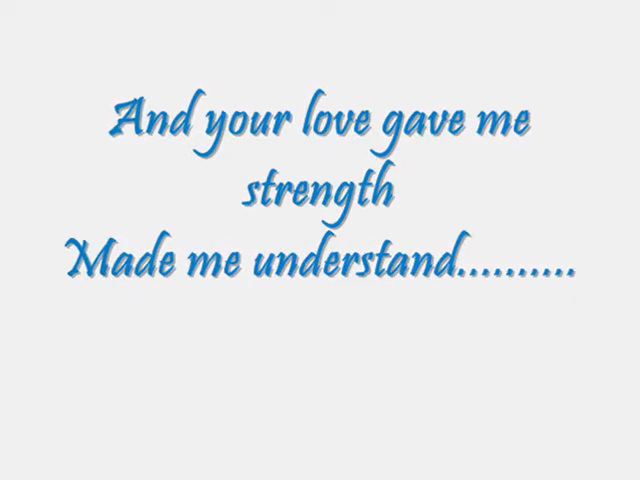 And your love gave me
strength
Made me understand..........